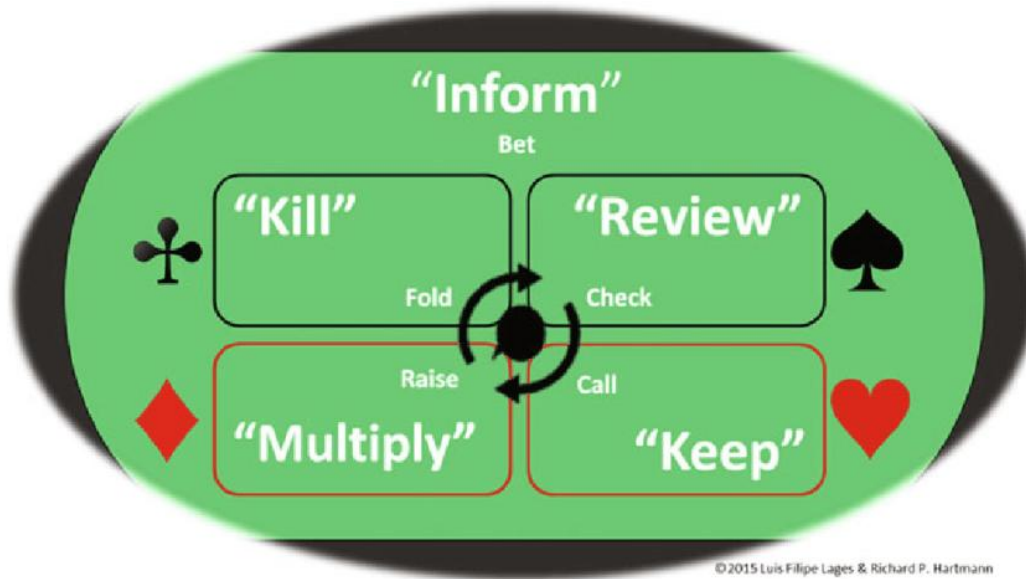 “Inform”
Bet
“Kill”
“Review”
Fold
Check
Raise
Call
“Multiply”
“Keep”
©2015 Luis Filipe Lages & Richard P. Hartmann